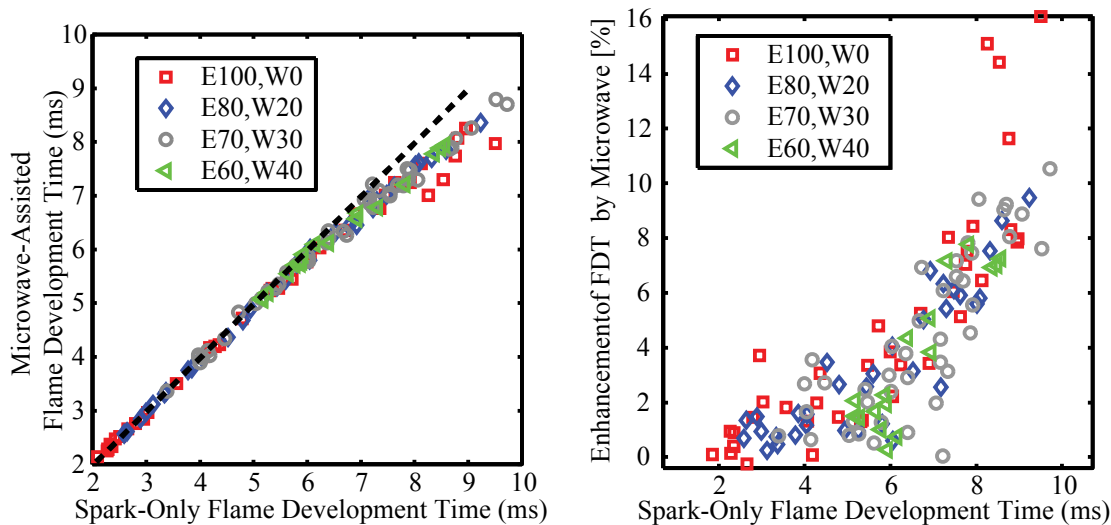 Microwave-Assisted
Flame Development Time (ms)
10
9
8
7
6
5
4
3
2
E100,W0
E80,W20
E70,W30
E60,W40
2 3 4 5 6 7 8 9 10
Spark-Only Flame Development Time (ms)
Enhancementof FDT by Microwave [%]
16
14
12
10
8
6
4
2
0
E100,W0
E80,W20
E70,W30
E60,W40
2 4 6 8 10
Spark-Only Flame Development Time (ms)